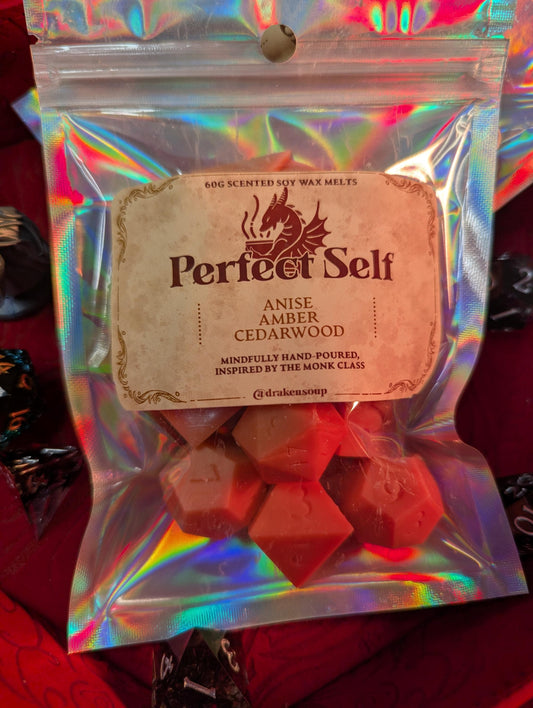 60G SCENTED SOY WAX MELTS
Perfect Self
ANISE
AMBER
CEDARWOOD
MINDFULLY HAND-POURED,
INSPIRED BY THE MONK CLASS
@drakensoup